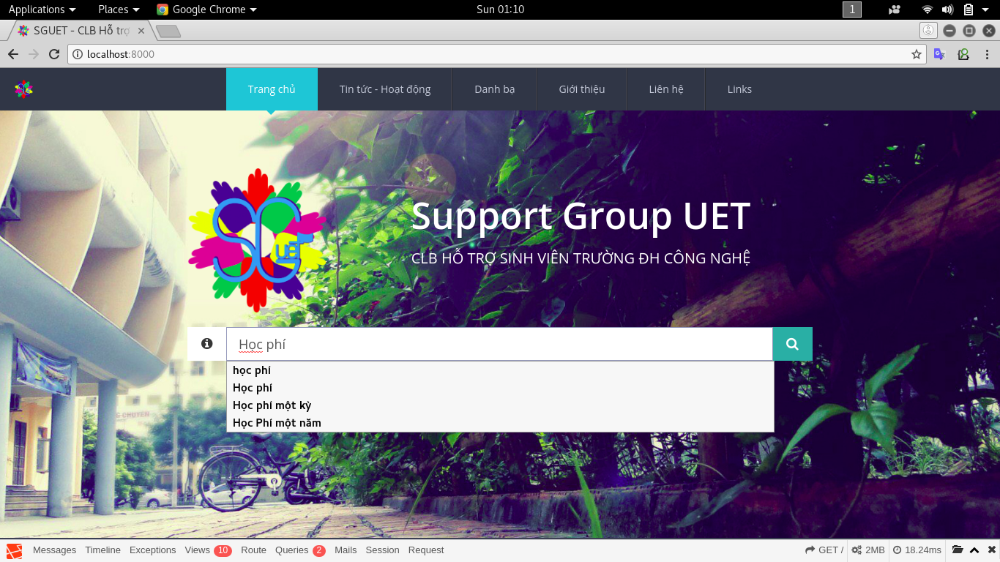 Applications Places Google Chrome Sun 01:10 1
SGUET - CLB Hỗ trợ
localhost:8000
Trang chủ Tin tức - Hoạt động Danh bạ Giới thiệu Liên hệ Links
Support Group UET
CLB HỖ TRỢ SINH VIÊN TRƯỜNG ĐH CÔNG NGHỆ
UET
Học phí
học phí
Học phí
Học phí một kỳ
Học Phí một năm
Messages Timeline Exceptions Views 10 Route Queries 2 Mails Session Request GET / 2MB 18.24ms